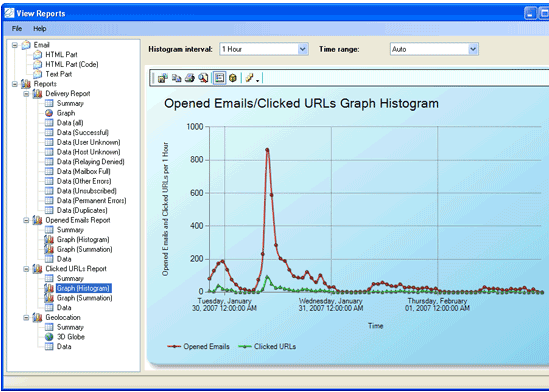 View Reports
File Help
Email
HTML Part
HTML Part (Code)
Text Part
Reports
Delivery Report
Summary
Graph
Data (all)
Data (Successful)
Data (User Unknown)
Data (Host Unknown)
Data (Relaying Denied)
Data (Mailbox Full)
Data (Other Errors)
Data (Unsubscribed)
Data (Permanent Errors)
Data (Duplicates)
Opened Emails Report
Summary
Graph (Histogram)
Graph (Summation)
Data
Clicked URLs Report
Summary
Graph (Histogram)
Graph (Summation)
Data
Geolocation
Summary
3D Globe
Data
Histogram interval: 1 Hour Time range: Auto
Opened Emails/Clicked URLs Graph Histogram
Opened Emails and Clicked URLs per 1 Hour
1000
800
600
400
200
0
Tuesday, January 30, 2007 12:00:00 AM
Wednesday, January 31, 2007 12:00:00 AM
Thursday, February 01, 2007 12:00:00 AM
Time
Opened Emails Clicked URLs